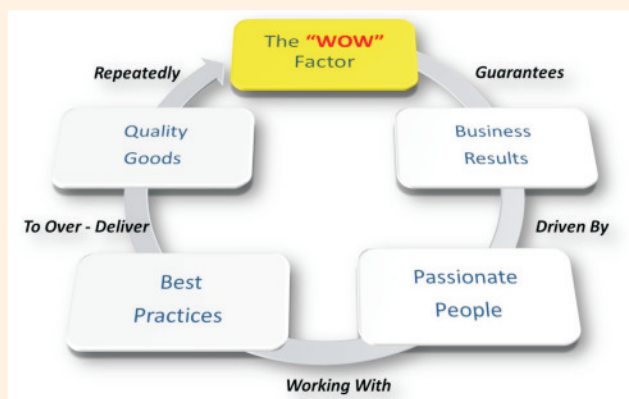 The "WOW"
Factor
Repeatedly
Guarantees
Quality
Goods
Business
Results
To Over - Deliver
Driven By
Best
Practices
Passionate
People
Working With